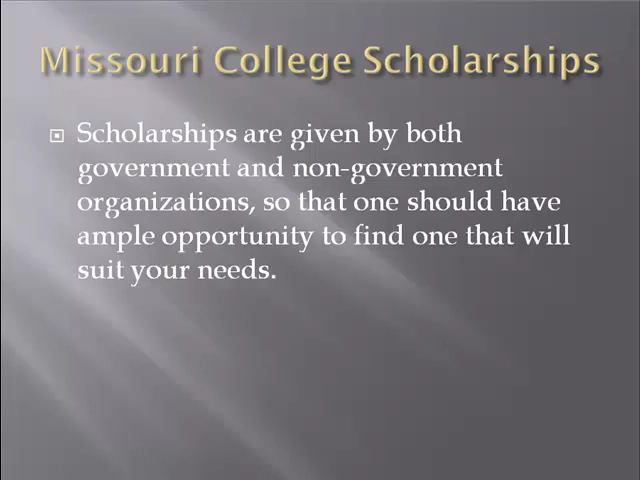 Missouri College Scholarships
Scholarships are given by both
government and non-government
organizations, so that one should have
ample opportunity to find one that will
suit your needs.